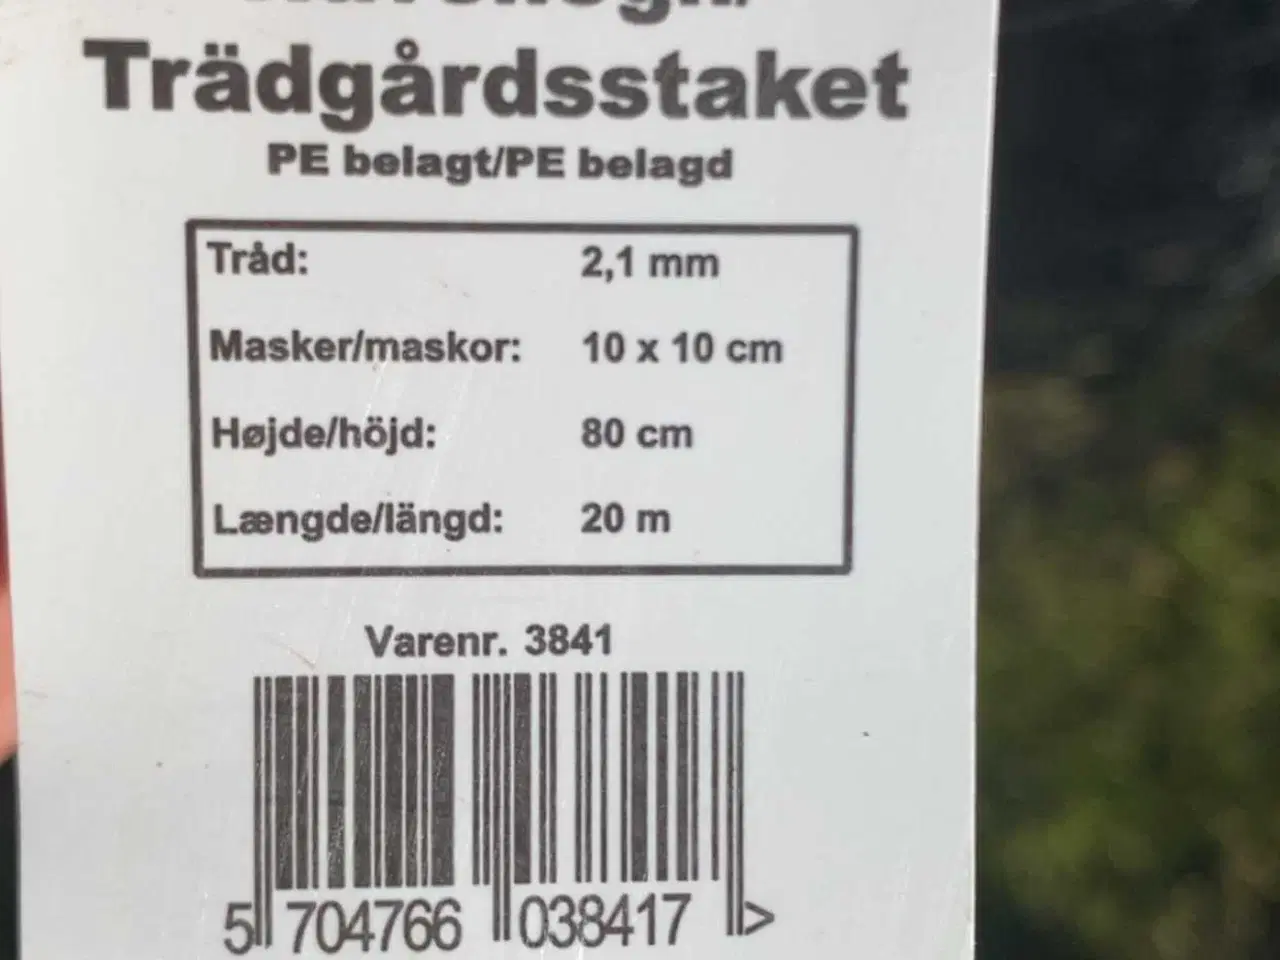 Trädgårdsstaket
PE belagt/PE belagd
Tråd: 2,1 mm
Masker/maskor: 10 x 10 cm
Højde/höjd: 80 cm
Længde/längd: 20 m
Varenr. 3841
5 704766 038417 >